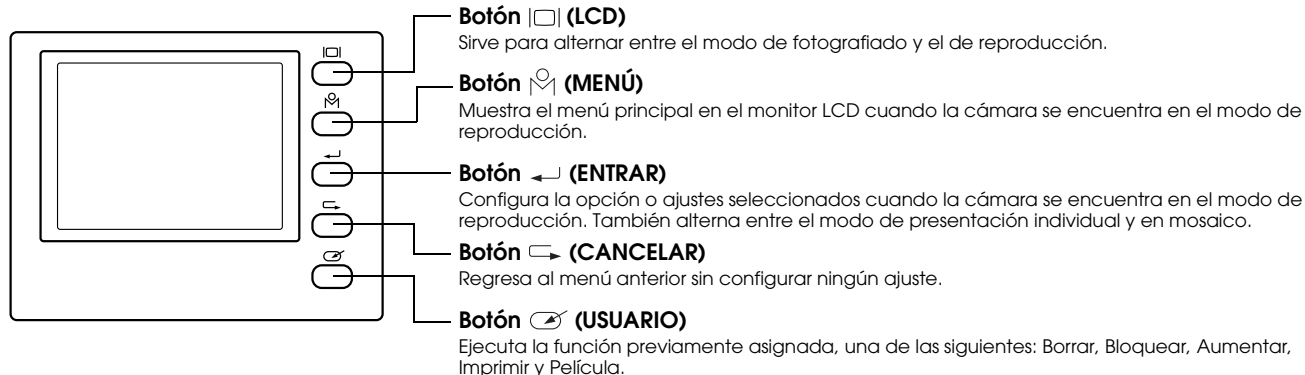 Botón (LCD)
Sirve para alternar entre el modo de fotografiado y el de reproducción.
Botón (MENÚ)
Muestra el menú principal en el monitor LCD cuando la cámara se encuentra en el modo de
reproducción.
Botón (ENTRAR)
Configura la opción o ajustes seleccionados cuando la cámara se encuentra en el modo de
reproducción. También alterna entre el modo de presentación individual y en mosaico.
Botón (CANCELAR)
Regresa al menú anterior sin configurar ningún ajuste.
Botón (USUARIO)
Ejecuta la función previamente asignada, una de las siguientes: Borrar, Bloquear, Aumentar,
Imprimir y Película.